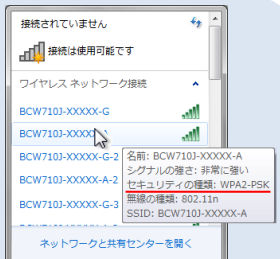 接続されていません
接続は使用可能です
ワイヤレス ネットワーク接続
BCW710J-XXXXX-G
BCW710J-XXXXX-A
名前: BCW710J-XXXXX-A
シグナルの強さ: 非常に強い
セキュリティの種類: WPA2-PSK
無線の種類: 802.11n
SSID: BCW710J-XXXXX-A
BCW710J-XXXXX-G-2
BCW710J-XXXXX-A-2
BCW710J-XXXXX-G-3
ネットワークと共有センターを開く